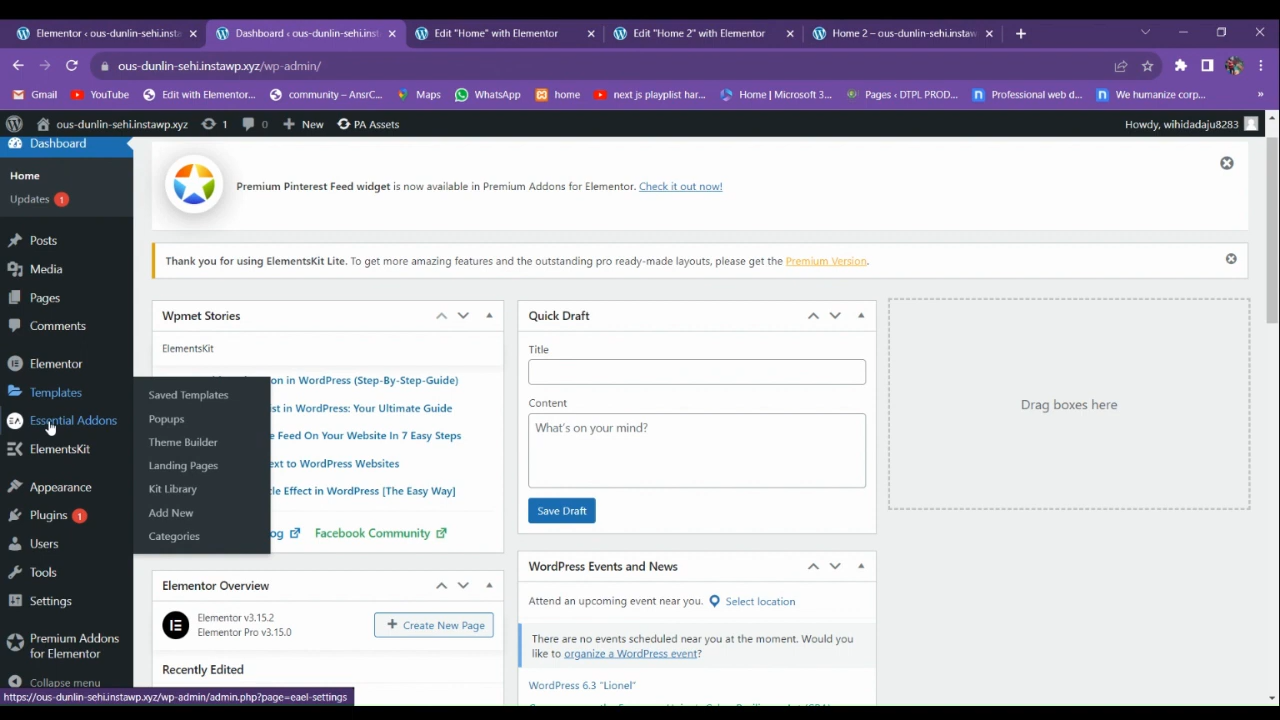 Elementor ‹ ous-dunlin-sehi.insta
Dashboard ‹ ous-dunlin-sehi.inst
Edit "Home" with Elementor
Edit "Home 2" with Elementor
Home 2 – ous-dunlin-sehi.instaw
ous-dunlin-sehi.instawp.xyz/wp-admin/
Gmail
YouTube
Edit with Elementor...
community – AnsrC...
Maps
WhatsApp
home
next js playlist har...
Home | Microsoft 3...
Pages ‹ DTPL PROD...
Professional web d...
We humanize corp...
»
ous-dunlin-sehi.instawp.xyz
1
0
New
PA Assets
Howdy, wihidadaju8283
Dashboard
Home
Updates 1
Posts
Media
Pages
Comments
Elementor
Templates
Essential Addons
ElementsKit
Appearance
Plugins 1
Users
Tools
Settings
Premium Addons
for Elementor
Collapse menu
Saved Templates
Popups
Theme Builder
Landing Pages
Kit Library
Add New
Categories
Premium Pinterest Feed widget is now available in Premium Addons for Elementor. Check it out now!
Thank you for using ElementsKit Lite. To get more amazing features and the outstanding pro ready-made layouts, please get the Premium Version.
Wpmet Stories
ElementsKit
on in WordPress (Step-By-Step-Guide)
ist in WordPress: Your Ultimate Guide
e Feed On Your Website In 7 Easy Steps
ext to WordPress Websites
le Effect in WordPress [The Easy Way]
og
Facebook Community
Elementor Overview
Elementor v3.15.2
Elementor Pro v3.15.0
Create New Page
Recently Edited
Quick Draft
Title
Content
What's on your mind?
Save Draft
WordPress Events and News
Attend an upcoming event near you.
Select location
There are no events scheduled near you at the moment. Would you
like to organize a WordPress event?
WordPress 6.3 "Lionel"
Drag boxes here
https://ous-dunlin-sehi.instawp.xyz/wp-admin/admin.php?page=eael-settings